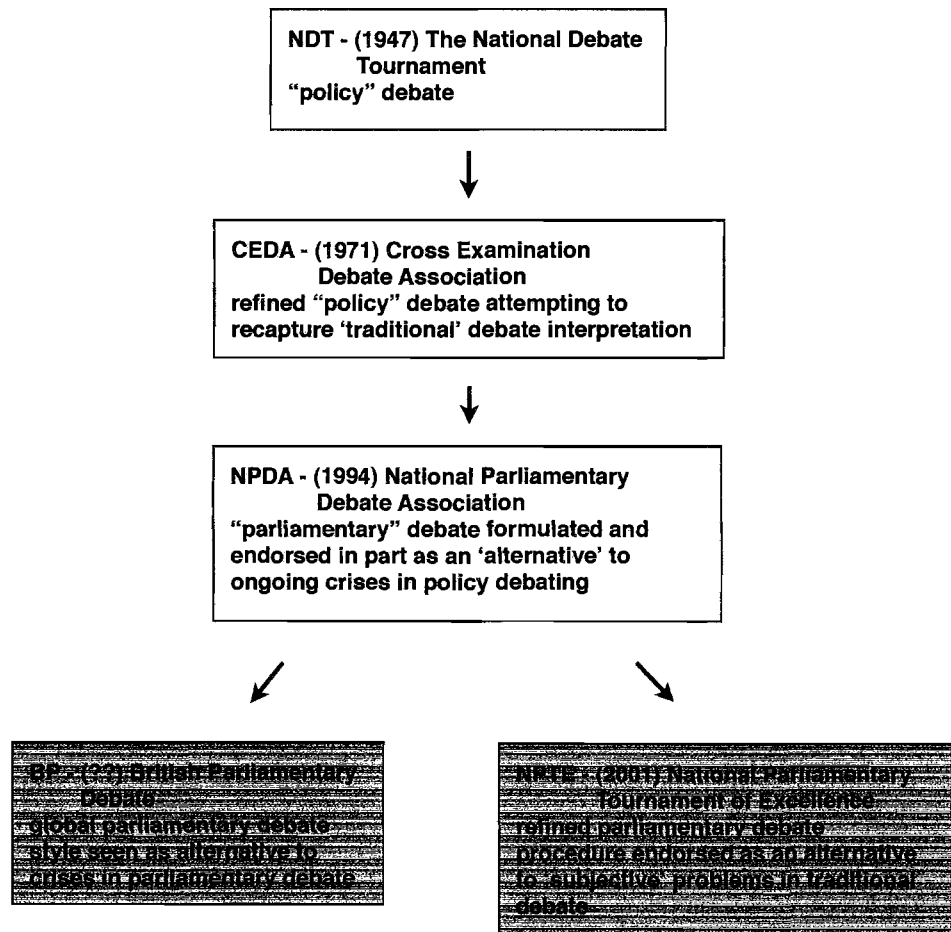 NDT - (1947) The National Debate
Tournament
“policy” debate
CEDA - (1971) Cross Examination
Debate Association
refined “policy” debate attempting to
recapture ‘traditional’ debate interpretation
NPDA - (1994) National Parliamentary
Debate Association
“parliamentary” debate formulated and
endorsed in part as an ‘alternative’ to
ongoing crises in policy debating
BP - (??) British Parliamentary
Debate
global parliamentary debate
style seen as alternative to
crises in parliamentary debate
NPTE - (2001) National Parliamentary
Tournament of Excellence
refined parliamentary debate
procedure endorsed as an alternative
to ‘subjective’ problems in traditional
debate